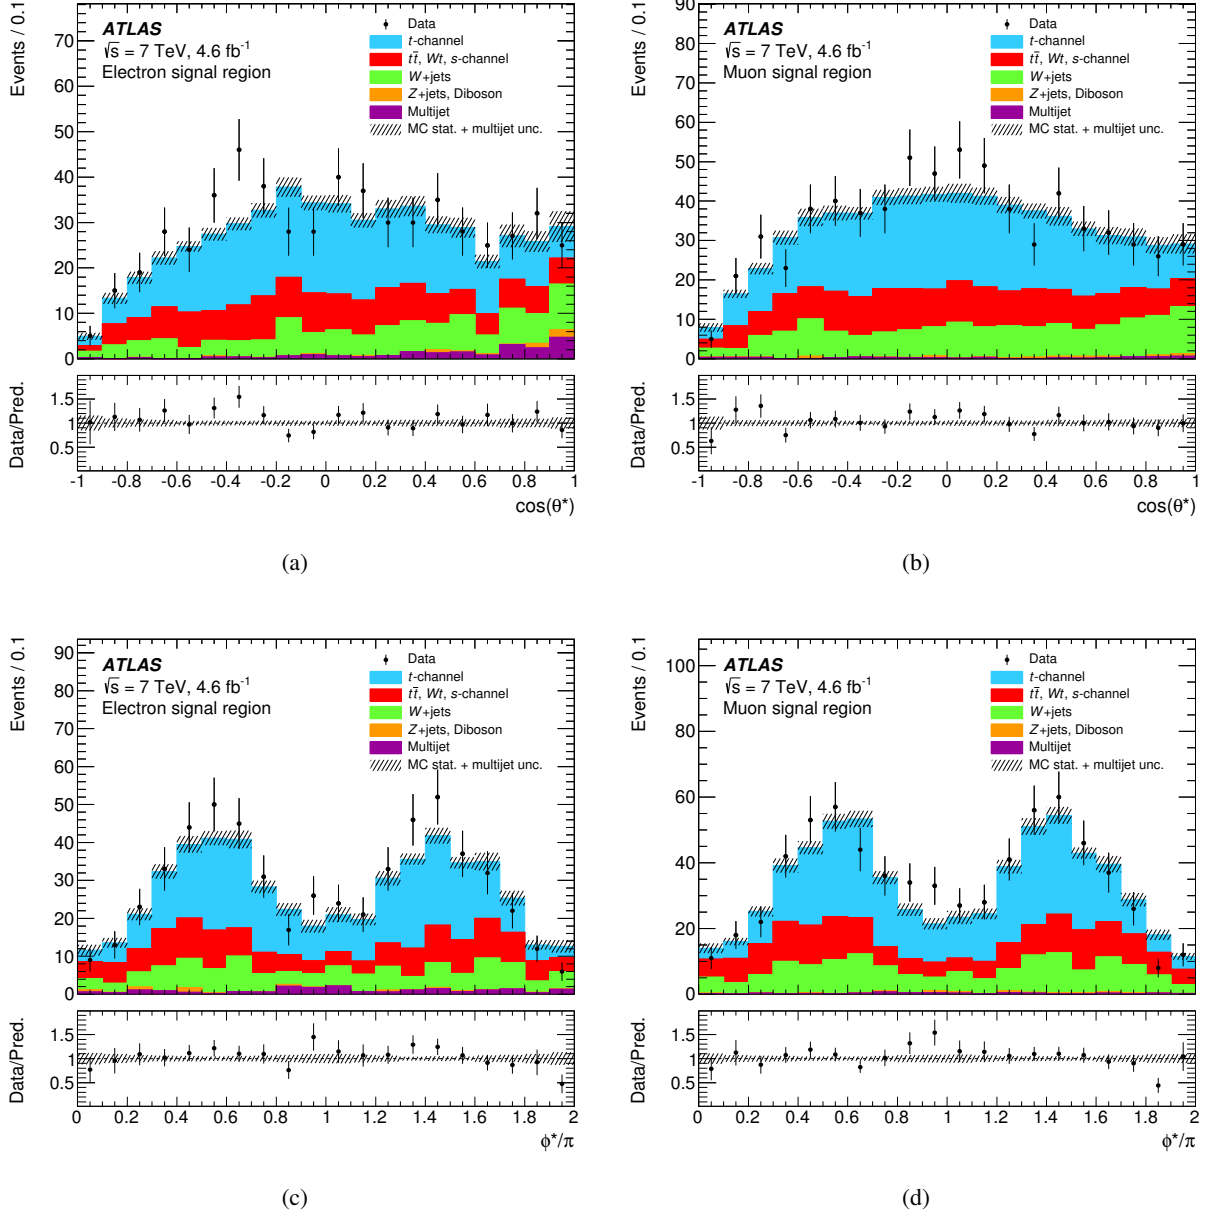 Events / 0.1
ATLAS
√s = 7 TeV, 4.6 fb⁻¹
Electron signal region
Data
t-channel
tt̄, Wt, s-channel
W+jets
Z+jets, Diboson
Multijet
MC stat. + multijet unc.
70
60
50
40
30
20
10
0
Data/Pred.
1.5
1
0.5
-1 -0.8 -0.6 -0.4 -0.2 0 0.2 0.4 0.6 0.8 1
cos(θ*)
(a)
Events / 0.1
ATLAS
√s = 7 TeV, 4.6 fb⁻¹
Muon signal region
Data
t-channel
tt̄, Wt, s-channel
W+jets
Z+jets, Diboson
Multijet
MC stat. + multijet unc.
90
80
70
60
50
40
30
20
10
0
Data/Pred.
1.5
1
0.5
-1 -0.8 -0.6 -0.4 -0.2 0 0.2 0.4 0.6 0.8 1
cos(θ*)
(b)
Events / 0.1
ATLAS
√s = 7 TeV, 4.6 fb⁻¹
Electron signal region
Data
t-channel
tt̄, Wt, s-channel
W+jets
Z+jets, Diboson
Multijet
MC stat. + multijet unc.
90
80
70
60
50
40
30
20
10
0
Data/Pred.
1.5
1
0.5
0 0.2 0.4 0.6 0.8 1 1.2 1.4 1.6 1.8 2
ϕ*/π
(c)
Events / 0.1
ATLAS
√s = 7 TeV, 4.6 fb⁻¹
Muon signal region
Data
t-channel
tt̄, Wt, s-channel
W+jets
Z+jets, Diboson
Multijet
MC stat. + multijet unc.
100
80
60
40
20
0
Data/Pred.
1.5
1
0.5
0 0.2 0.4 0.6 0.8 1 1.2 1.4 1.6 1.8 2
ϕ*/π
(d)